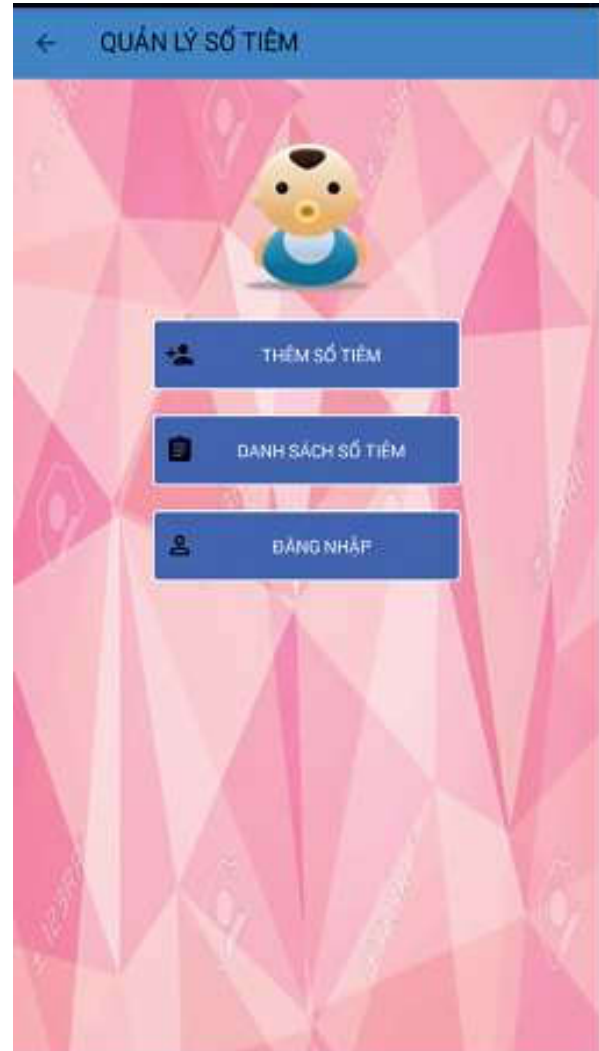 QUẢN LÝ SỔ TIÊM
THÊM SỔ TIÊM
DANH SÁCH SỔ TIÊM
ĐĂNG NHẬP